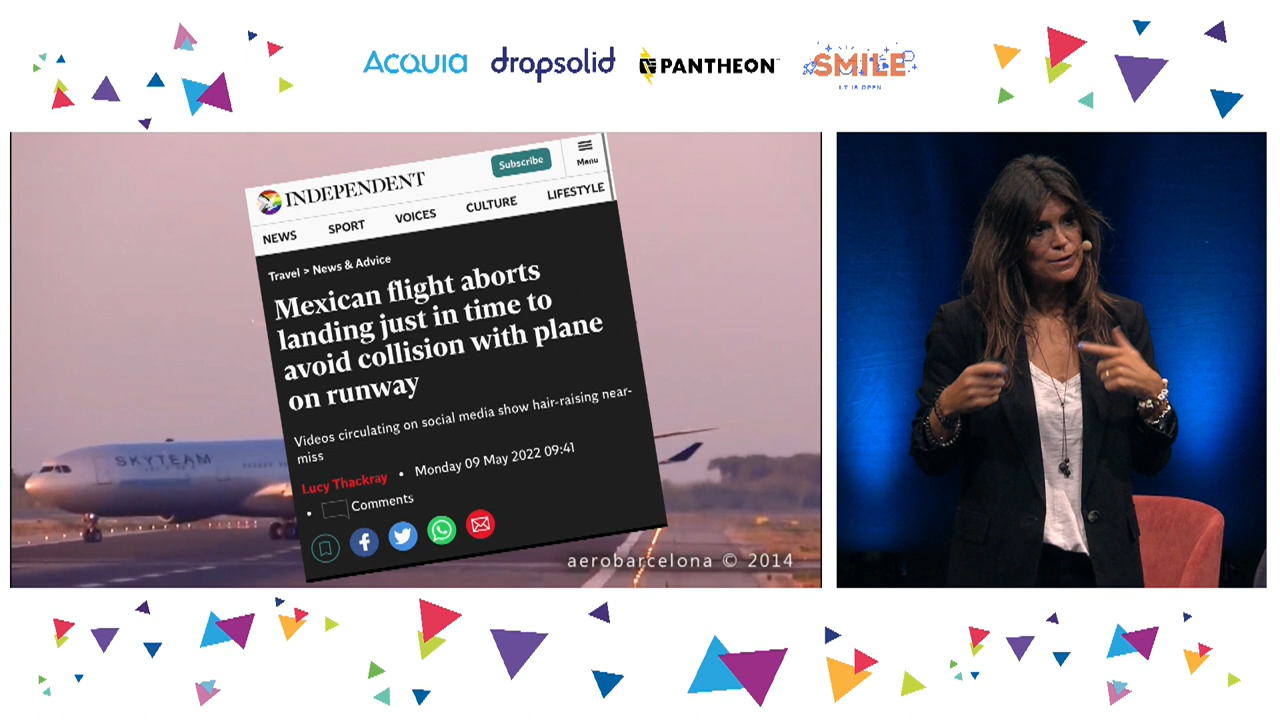 Acquia
dropsolid
PANTHEON
SMILE
I.T IS OPEN
INDEPENDENT
Subscribe
Menu
NEWS SPORT VOICES CULTURE LIFESTYLE
Travel > News & Advice
Mexican flight aborts
landing just in time to
avoid collision with plane
on runway
Videos circulating on social media show hair-raising near-
miss
Lucy Thackray • Monday 09 May 2022 09:41
• Comments
SKYTEAM
aerobarcelona © 2014